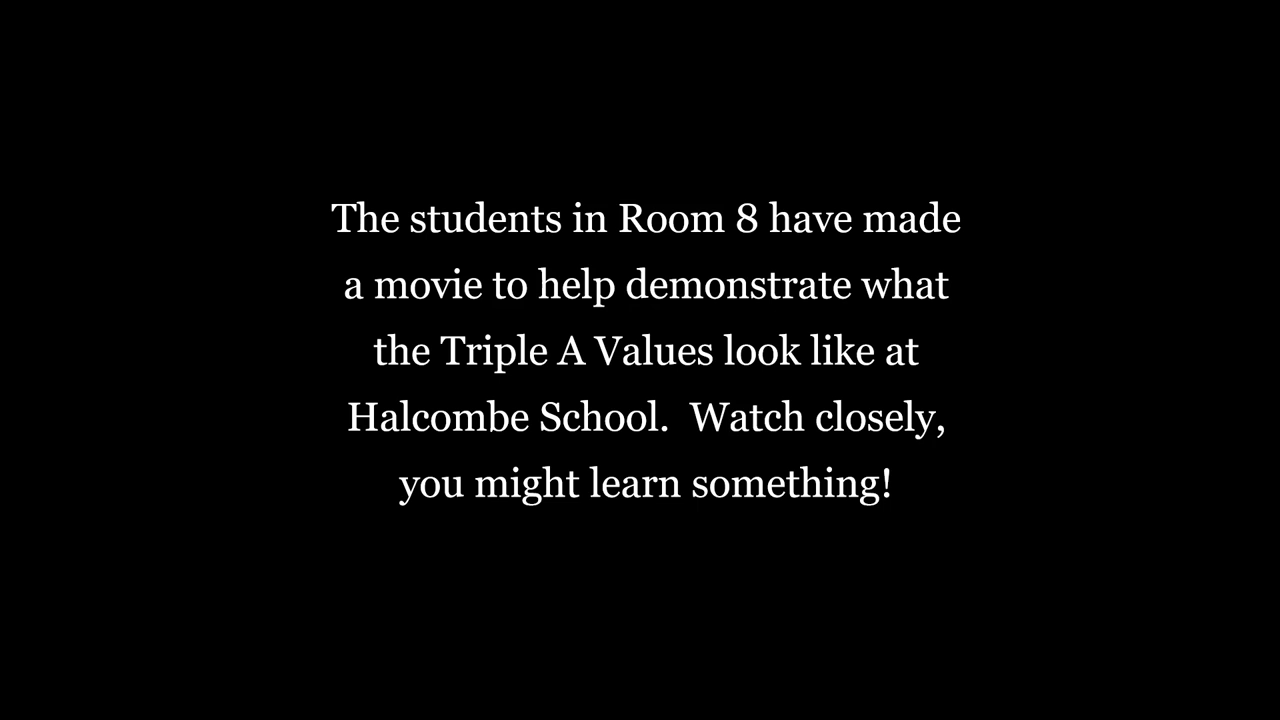 The students in Room 8 have made
a movie to help demonstrate what
the Triple A Values look like at
Halcombe School.  Watch closely,
you might learn something!